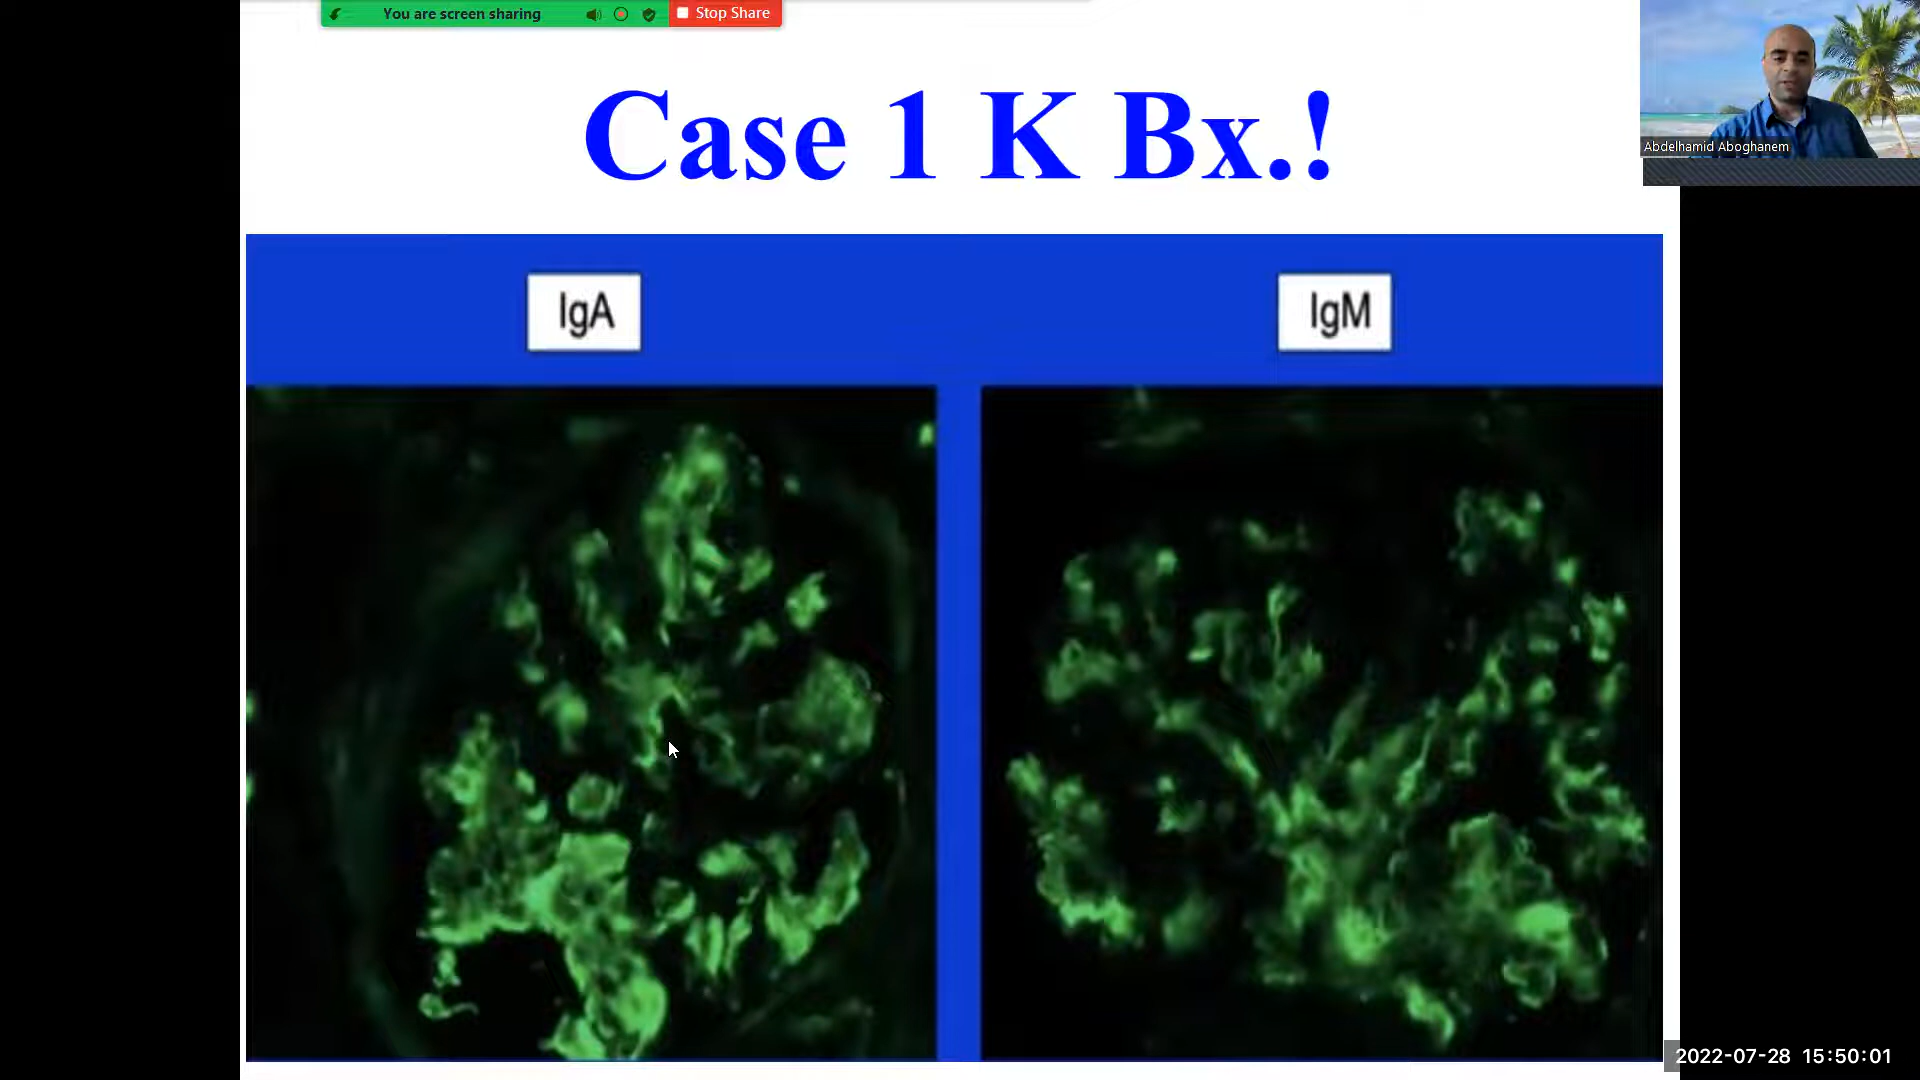 You are screen sharing
Stop Share
Case 1 K Bx.!
Abdelhamid Aboghanem
IgA
IgM
2022-07-28 15:50:01